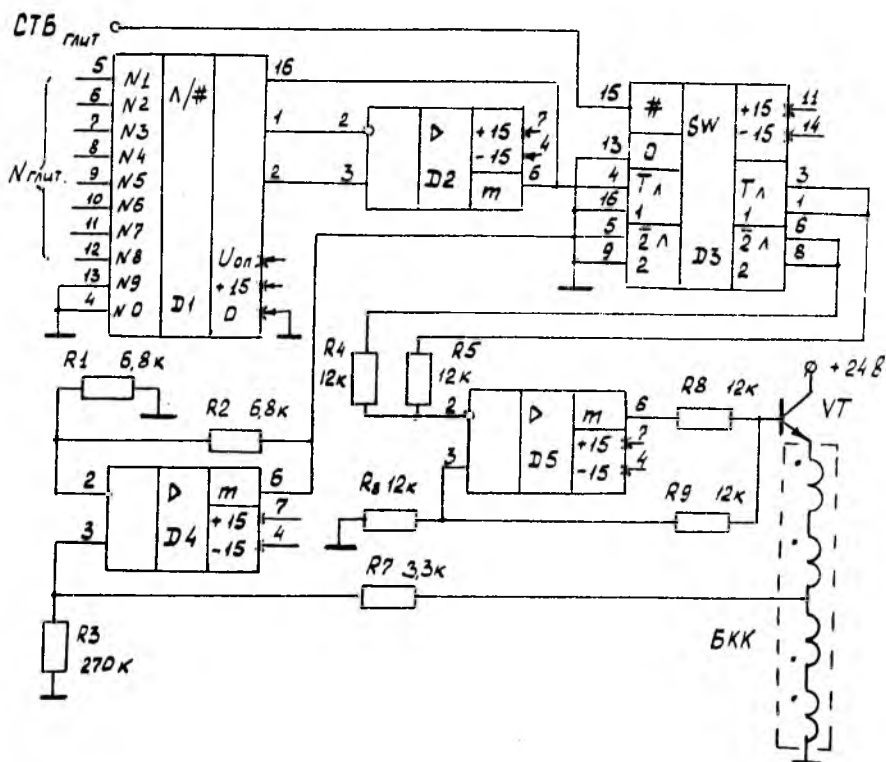 СТБ глит
Nглит.
5 N1 Λ/# 16
6 N2
7 N3 1
8 N4
9 N5 2
10 N6
11 N7
12 N8 Uоп
13 N9 +15
4 N0 D1 0
2 ▷ +15 7
-15 4
3 D2 m 6
15 # SW +15 11
-15 14
13 0
4 T̅Λ TΛ 3
16 1 1 1
5 2̅Λ 2̅Λ 6
9 2 D3 2 8
R1 6,8к
R2 6,8к
R4 12к
R5 12к
+24В
VT
2 ▷ m 6
+15 7
3 D5 -15 4
R8 12к
R8 12к
R9 12к
2 ▷ m 6
+15 7
3 D4 -15 4
R7 3,3к
R3 270к
БКК